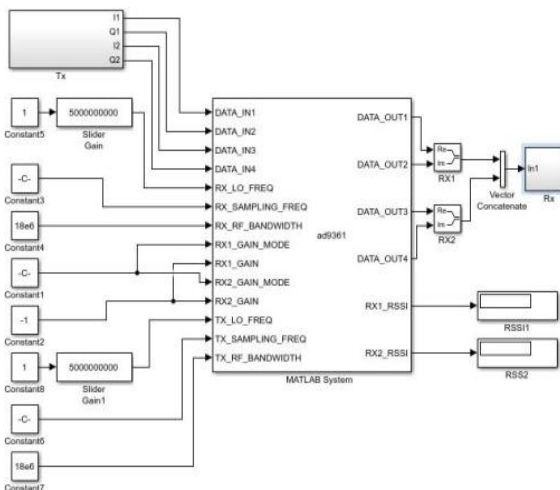 I1
Q1
I2
Q2
Tx
1
Constant5
5000000000
Slider
Gain
-C-
Constant3
18e6
Constant4
-C-
Constant1
-1
Constant2
1
Constant8
5000000000
Slider
Gain1
-C-
Constant6
18e6
Constant7
DATA_IN1
DATA_IN2
DATA_IN3
DATA_IN4
RX_LO_FREQ
RX_SAMPLING_FREQ
RX_RF_BANDWIDTH
RX1_GAIN_MODE
RX1_GAIN
RX2_GAIN_MODE
RX2_GAIN
TX_LO_FREQ
TX_SAMPLING_FREQ
TX_RF_BANDWIDTH
ad9361
DATA_OUT1
DATA_OUT2
DATA_OUT3
DATA_OUT4
RX1_RSSI
RX2_RSSI
MATLAB System
Re
Im
RX1
Re
Im
RX2
Vector
Concatenate
In1
Rx
RSSI1
RSS2